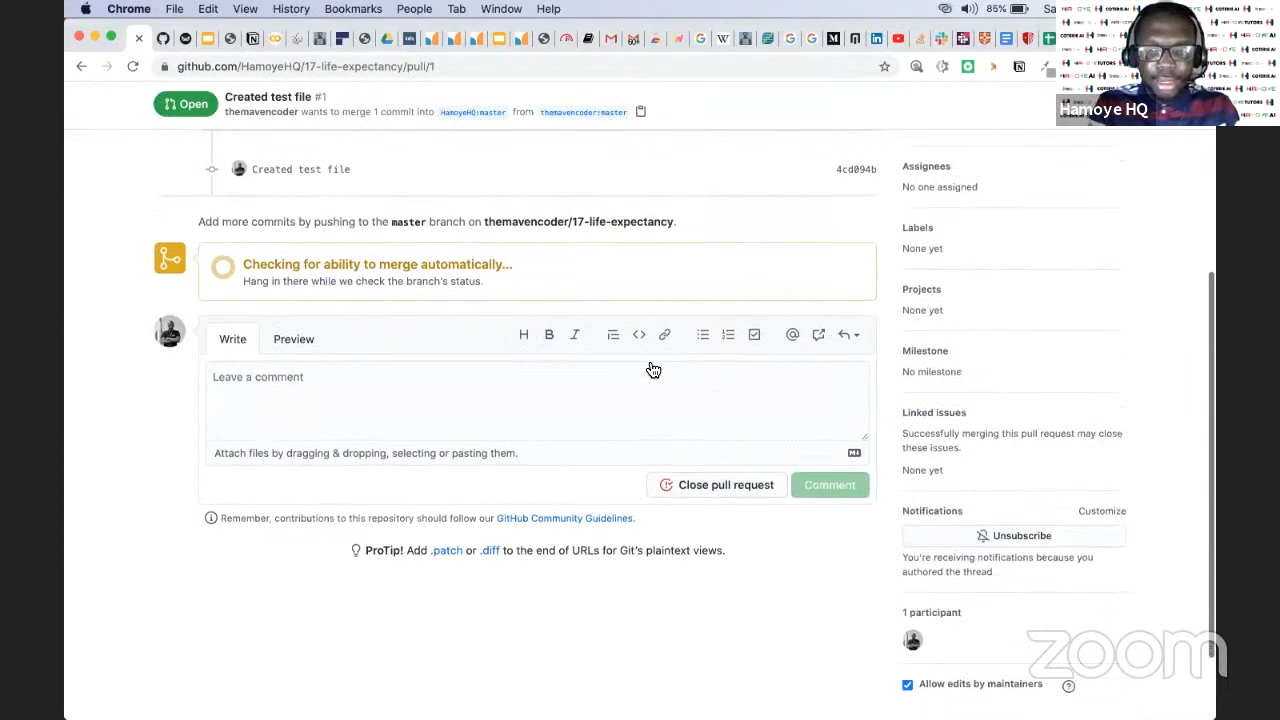 Chrome File Edit View History Bookmar Tab Windo 85% Sa
github.com/HamoyeHQ/17-life-expectancy/pull/1
Open
Created test file #1
themavencoder wants to merge 1 commit into HamoyeHQ:master from themavencoder:master
Hamoye HQ
Created test file 4cd094b
Add more commits by pushing to the master branch on themavencoder/17-life-expectancy.
Checking for ability to merge automatically...
Hang in there while we check the branch's status.
Write Preview
Leave a comment
Attach files by dragging & dropping, selecting or pasting them.
Close pull request Comment
Remember, contributions to this repository should follow our GitHub Community Guidelines.
ProTip! Add .patch or .diff to the end of URLs for Git's plaintext views.
Assignees
No one assigned
Labels
None yet
Projects
None yet
Milestone
No milestone
Linked issues
Successfully merging this pull request may close
these issues.
None yet
Notifications Customize
Unsubscribe
You're receiving notifications because you
authored the thread.
1 participant
Allow edits by maintainers
zoom